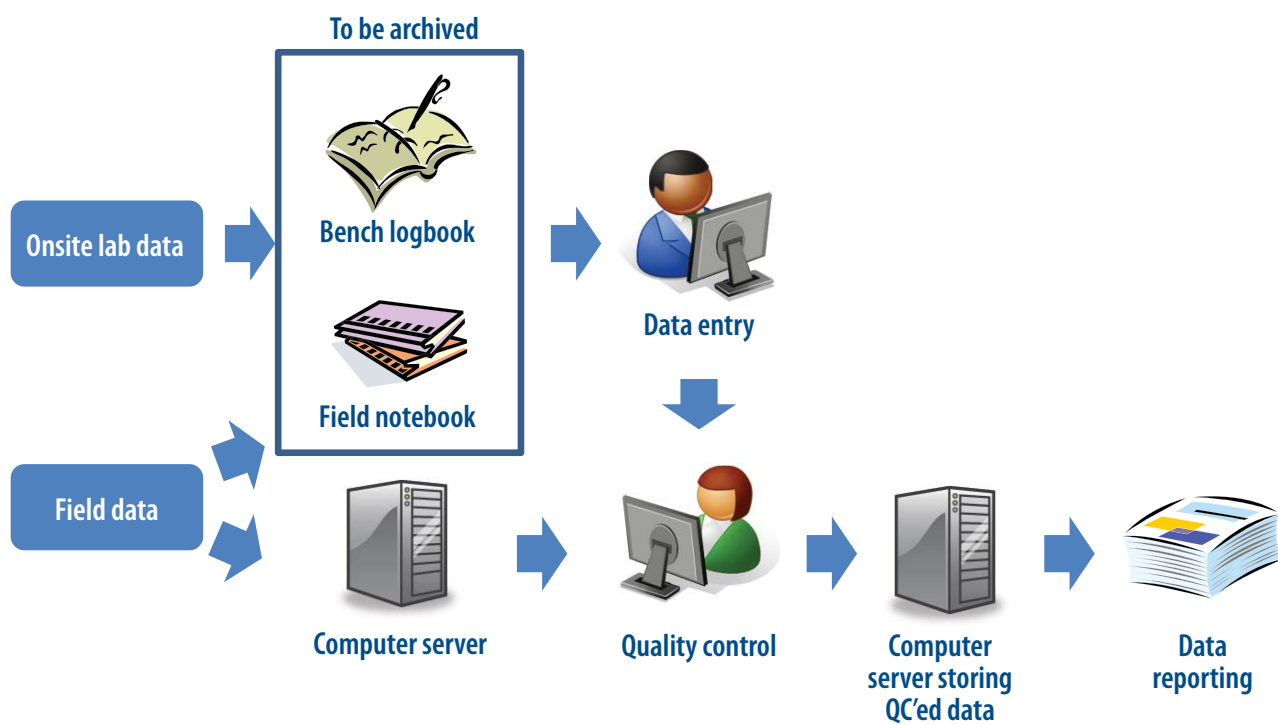 To be archived
Bench logbook
Onsite lab data
Data entry
Field notebook
Field data
Computer server
Quality control
Computer
server storing
QC'ed data
Data
reporting